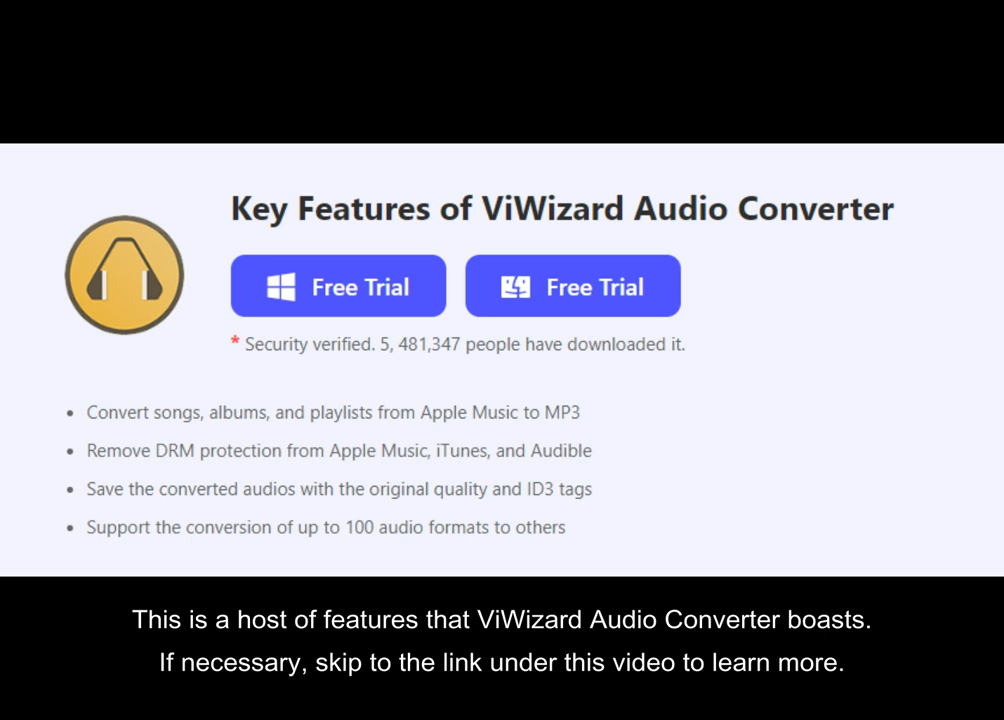 Key Features of ViWizard Audio Converter
Free Trial
Free Trial
* Security verified. 5, 481,347 people have downloaded it.
• Convert songs, albums, and playlists from Apple Music to MP3
• Remove DRM protection from Apple Music, iTunes, and Audible
• Save the converted audios with the original quality and ID3 tags
• Support the conversion of up to 100 audio formats to others
This is a host of features that ViWizard Audio Converter boasts.
If necessary, skip to the link under this video to learn more.